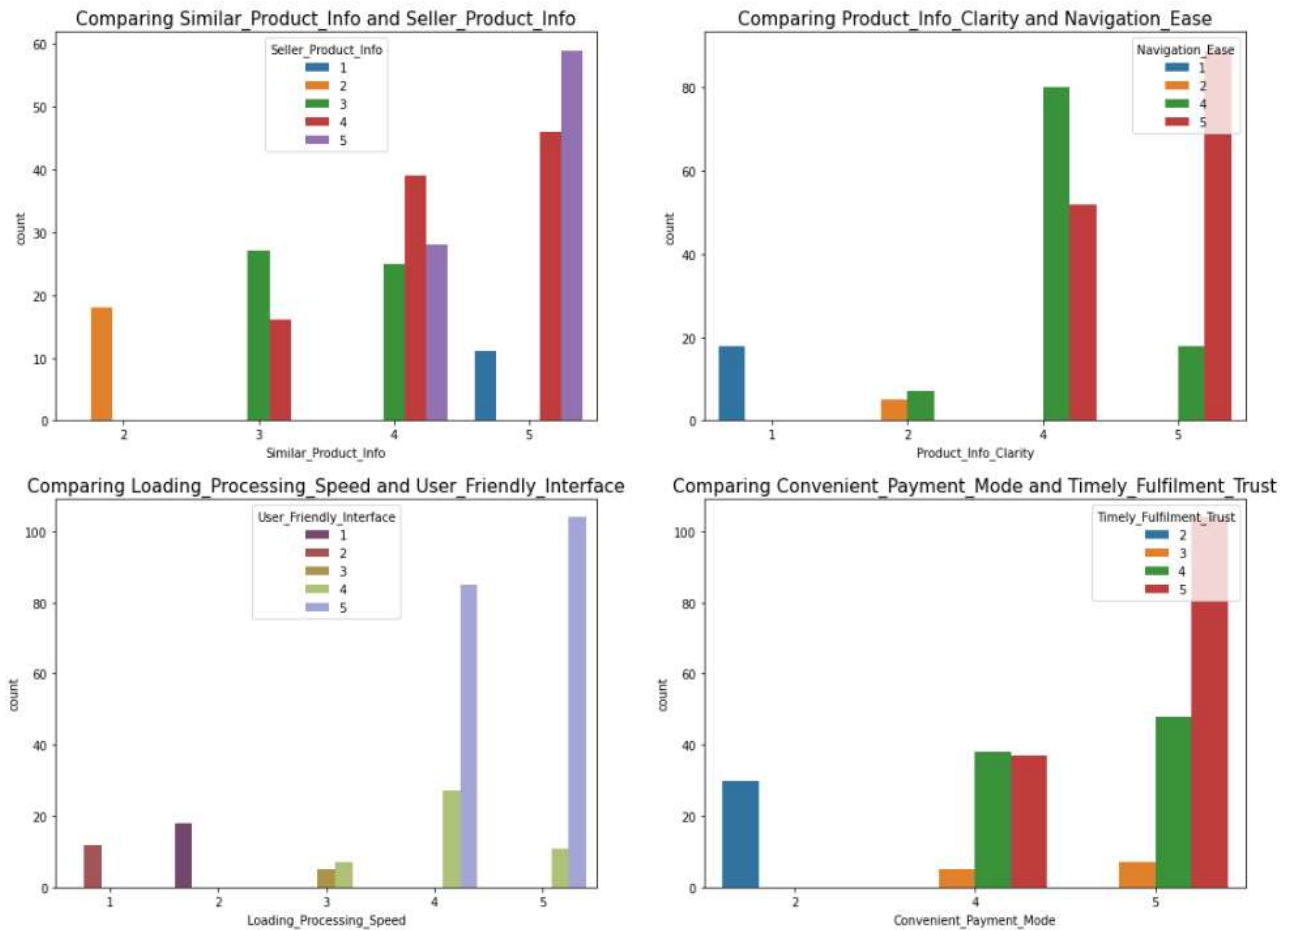 Comparing Similar_Product_Info and Seller_Product_Info
Seller_Product_Info
1
2
3
4
5
60
50
40
30
20
10
0
count
2 3 4 5
Similar_Product_Info
Comparing Product_Info_Clarity and Navigation_Ease
Navigation_Ease
1
2
4
5
80
60
40
20
0
count
1 2 4 5
Product_Info_Clarity
Comparing Loading_Processing_Speed and User_Friendly_Interface
User_Friendly_Interface
1
2
3
4
5
100
80
60
40
20
0
count
1 2 3 4 5
Loading_Processing_Speed
Comparing Convenient_Payment_Mode and Timely_Fulfilment_Trust
Timely_Fulfilment_Trust
2
3
4
5
100
80
60
40
20
0
count
2 4 5
Convenient_Payment_Mode